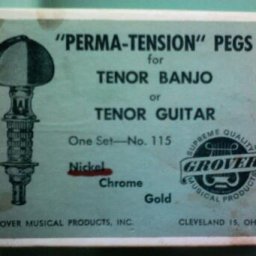 "PERMA-TENSION" PEGS
for
TENOR BANJO
or
TENOR GUITAR
One Set—No. 115
Nickel
Chrome
Gold
SUPREME QUALITY
GROVER
MUSICAL PRODUCTS
OVER MUSICAL PRODUCTS, INC.
CLEVELAND 15, OH